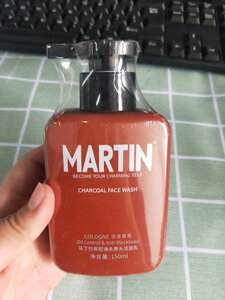 MARTIN
BECOME YOUR CHARMING SELF
CHARCOAL FACE WASH
COLOGNE 古龙香氛
Oil Control & Anti Blackhead
马丁竹炭控油去黑头洁面乳
净含量:150ml